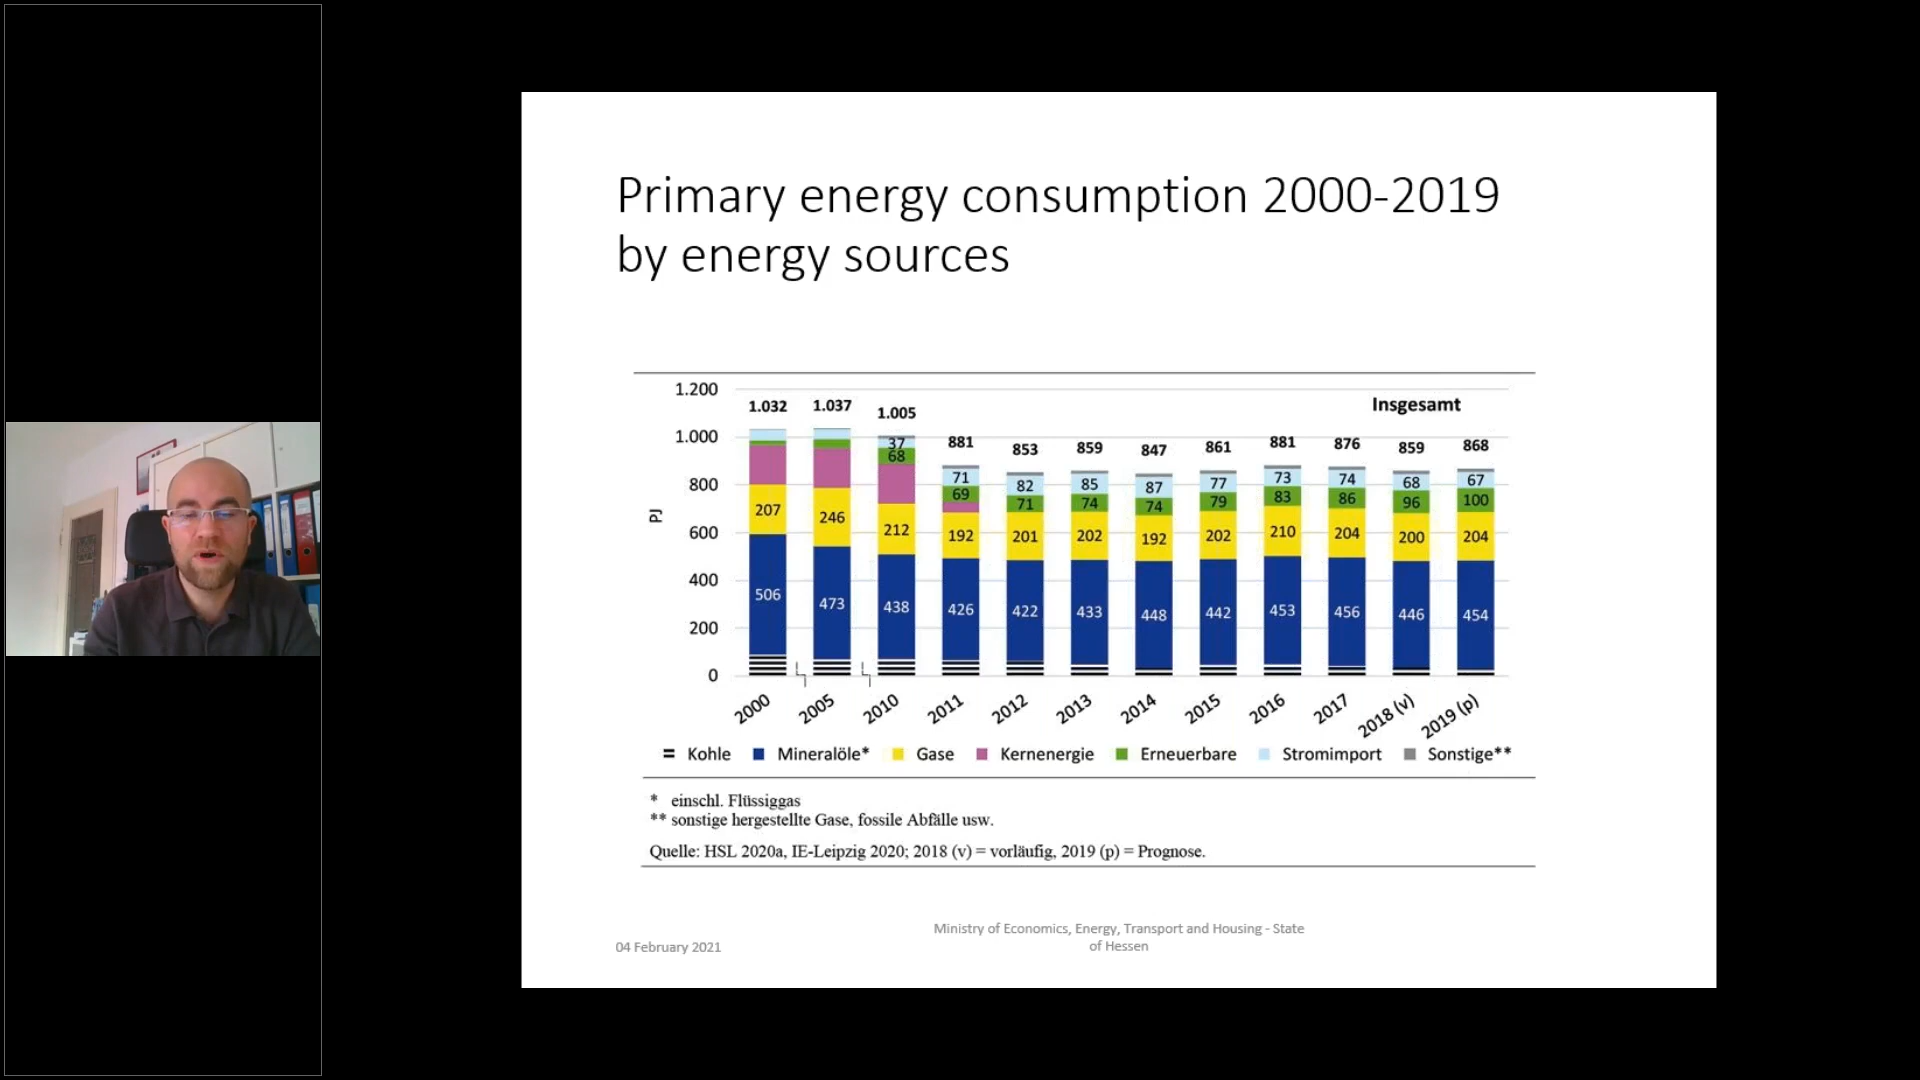 Primary energy consumption 2000-2019
by energy sources
1.200
1.000
800
600
400
200
0
PJ
Insgesamt
1.032 1.037 1.005 881 853 859 847 861 881 876 859 868
37 71 82 85 87 77 73 74 68 67
68 69 71 74 74 79 83 86 96 100
207 246 212 192 201 202 192 202 210 204 200 204
506 473 438 426 422 433 448 442 453 456 446 454
2000 2005 2010 2011 2012 2013 2014 2015 2016 2017 2018 (v) 2019 (p)
Kohle Mineralöle* Gase Kernenergie Erneuerbare Stromimport Sonstige**
* einschl. Flüssiggas
** sonstige hergestellte Gase, fossile Abfälle usw.
Quelle: HSL 2020a, IE-Leipzig 2020; 2018 (v) = vorläufig, 2019 (p) = Prognose.
04 February 2021
Ministry of Economics, Energy, Transport and Housing - State
of Hessen